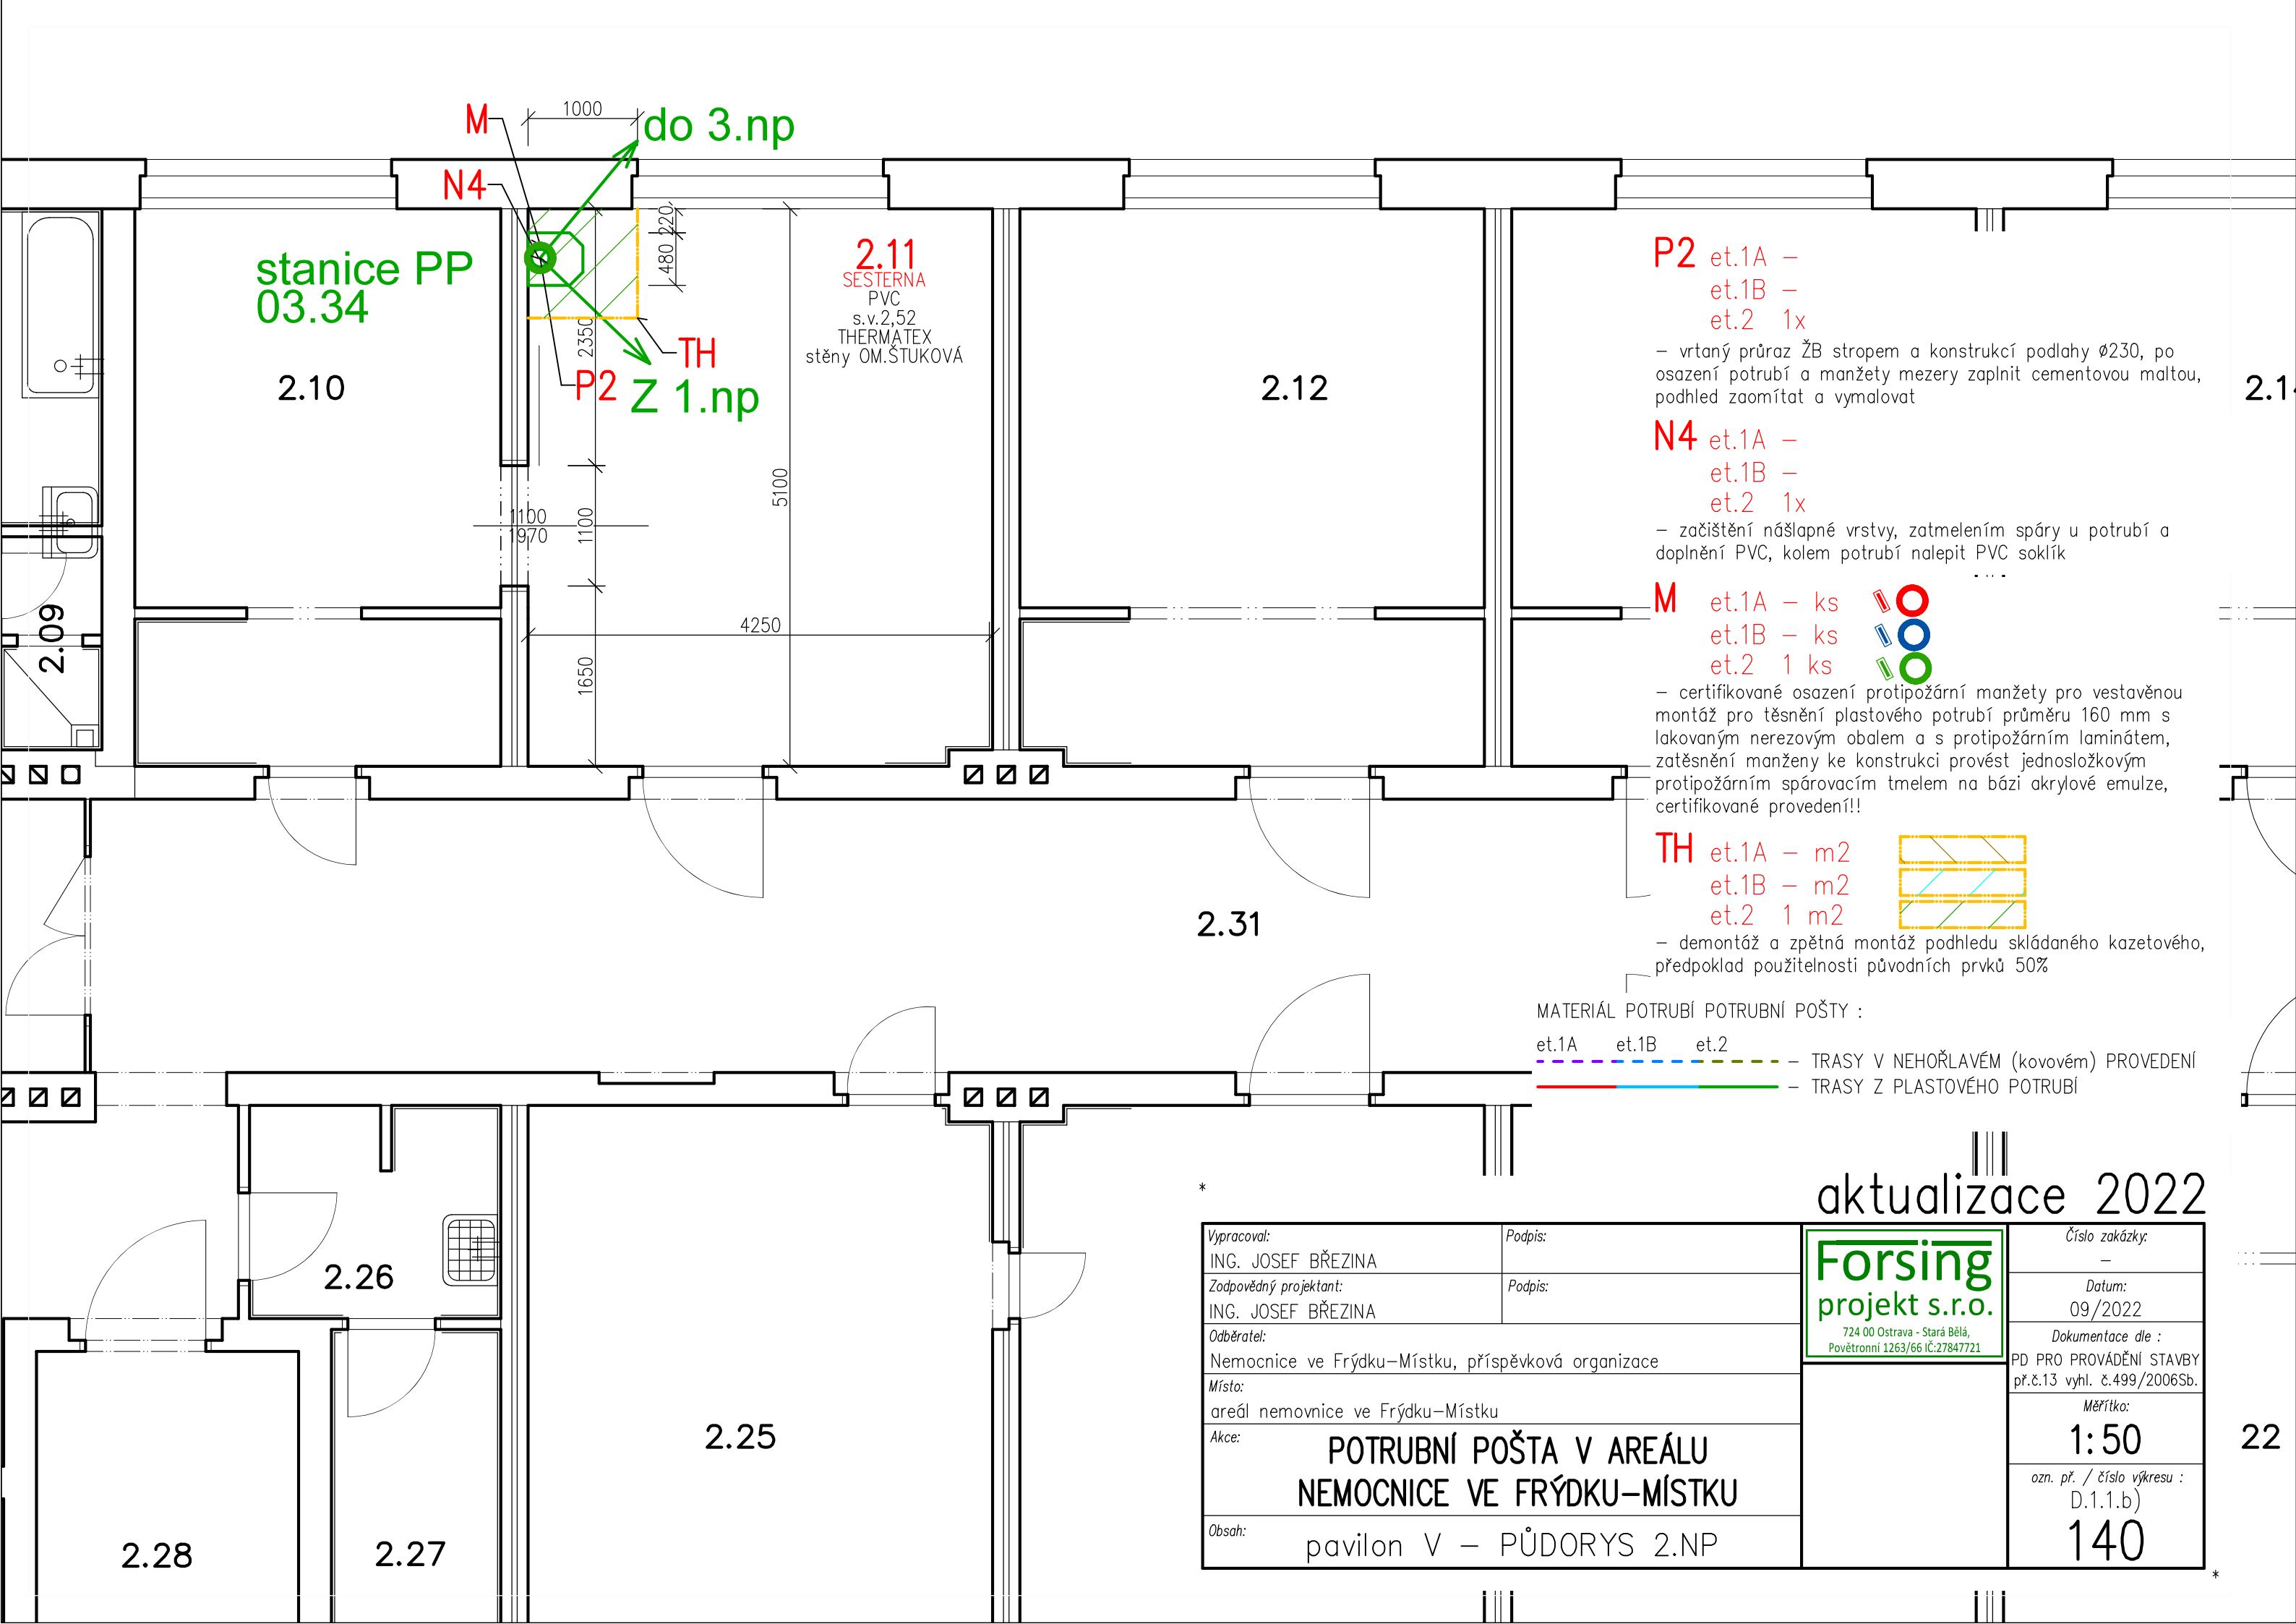 1000
M
do 3.np
N4
220
480
stanice PP
03.34
2.11
SESTERNA
PVC
s.v.2,52
THERMATEX
stěny OM.ŠTUKOVÁ
2350
TH
P2
Z 1.np
2.10
2.12
5100
1100
1970
1100
4250
1650
2.09
2.31
2.26
2.25
2.28
2.27
22
P2 et.1A –
et.1B –
et.2 1x
– vrtaný průraz ŽB stropem a konstrukcí podlahy ø230, po
osazení potrubí a manžety mezery zaplnit cementovou maltou,
podhled zaomítat a vymalovat
N4 et.1A –
et.1B –
et.2 1x
– začištění nášlapné vrstvy, zatmelením spáry u potrubí a
doplnění PVC, kolem potrubí nalepit PVC soklík
M et.1A – ks
et.1B – ks
et.2 1 ks
– certifikované osazení protipožární manžety pro vestavěnou
montáž pro těsnění plastového potrubí průměru 160 mm s
lakovaným nerezovým obalem a s protipožárním laminátem,
zatěsnění manženy ke konstrukci provést jednosložkovým
protipožárním spárovacím tmelem na bázi akrylové emulze,
certifikované provedení!!
TH et.1A – m2
et.1B – m2
et.2 1 m2
– demontáž a zpětná montáž podhledu skládaného kazetového,
předpoklad použitelnosti původních prvků 50%
MATERIÁL POTRUBÍ POTRUBNÍ POŠTY :
et.1A et.1B et.2
– TRASY V NEHOŘLAVÉM (kovovém) PROVEDENÍ
– TRASY Z PLASTOVÉHO POTRUBÍ
aktualizace 2022
*
Vypracoval:
ING. JOSEF BŘEZINA
Podpis:
Zodpovědný projektant:
ING. JOSEF BŘEZINA
Podpis:
Odběratel:
Nemocnice ve Frýdku–Místku, příspěvková organizace
Místo:
areál nemovnice ve Frýdku–Místku
Akce:
POTRUBNÍ POŠTA V AREÁLU
NEMOCNICE VE FRÝDKU–MÍSTKU
Obsah:
pavilon V – PŮDORYS 2.NP
Forsing
projekt s.r.o.
724 00 Ostrava - Stará Bělá,
Povětronní 1263/66 IČ:27847721
Číslo zakázky:
–
Datum:
09/2022
Dokumentace dle :
PD PRO PROVÁDĚNÍ STAVBY
př.č.13 vyhl. č.499/2006Sb.
Měřítko:
1:50
ozn. př. / číslo výkresu :
D.1.1.b)
140
*